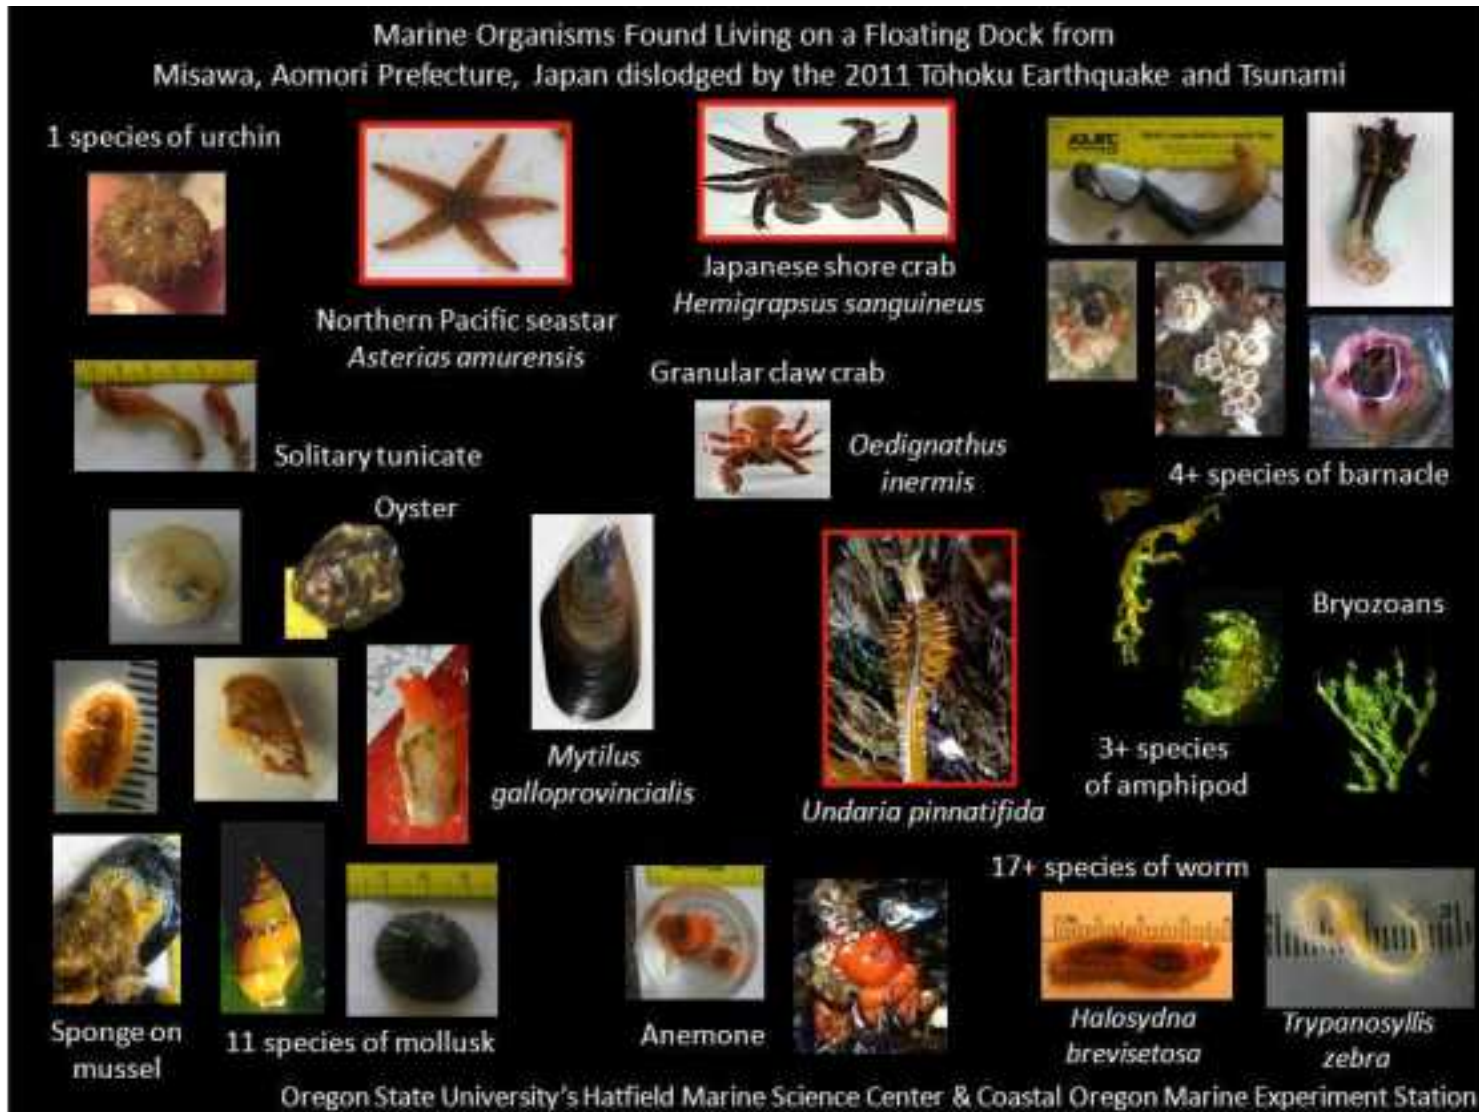 Marine Organisms Found Living on a Floating Dock from
Misawa, Aomori Prefecture, Japan dislodged by the 2011 Tōhoku Earthquake and Tsunami
1 species of urchin
Northern Pacific seastar
Asterias amurensis
Japanese shore crab
Hemigrapsus sanguineus
Granular claw crab
Oedignathus
inermis
4+ species of barnacle
Solitary tunicate
Oyster
Mytilus
galloprovincialis
Undaria pinnatifida
3+ species
of amphipod
Bryozoans
17+ species of worm
Sponge on
mussel
11 species of mollusk
Anemone
Halosydna
brevisetosa
Trypanosyllis
zebra
Oregon State University's Hatfield Marine Science Center & Coastal Oregon Marine Experiment Station